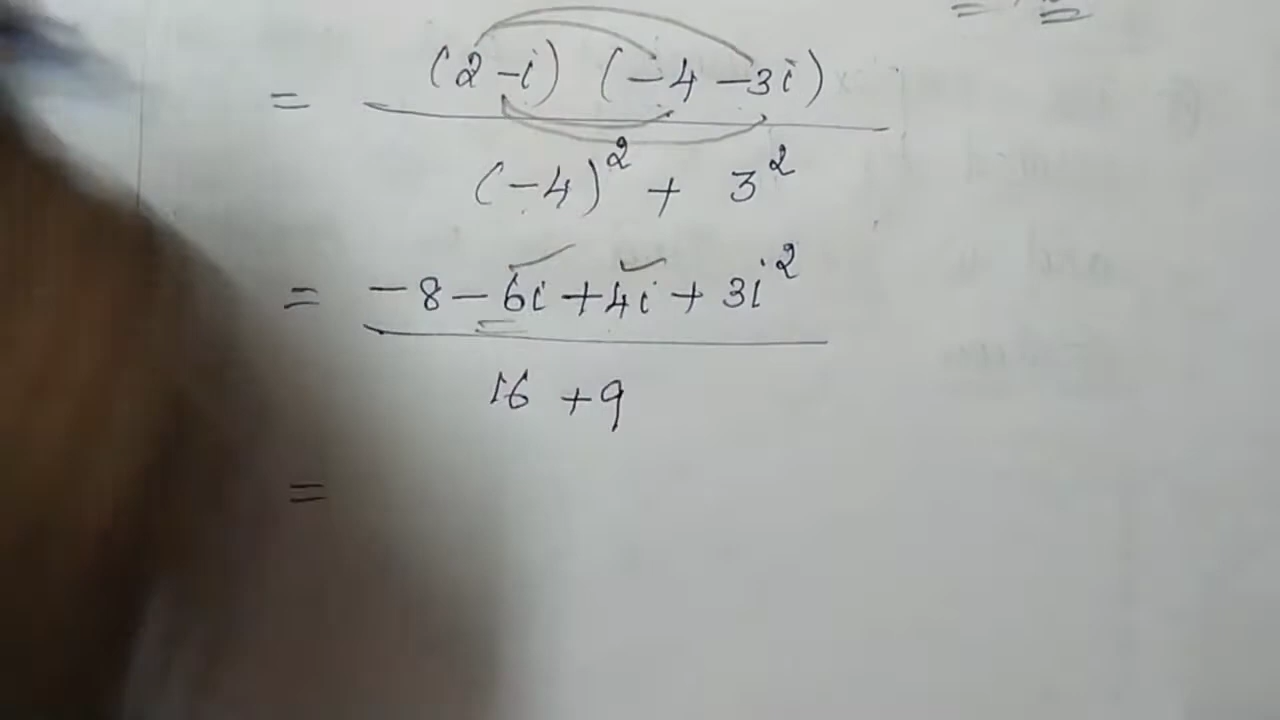 = (2-i) (-4-3i)
(-4)² + 3²
= -8-6i+4i+3i²
16 +9
=